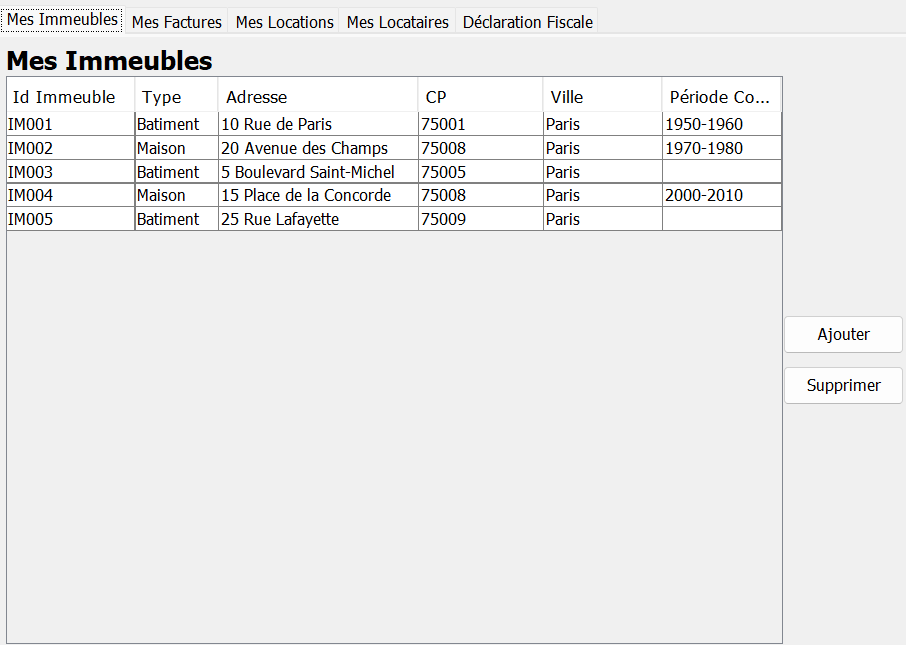 Mes Immeubles Mes Factures Mes Locations Mes Locataires Déclaration Fiscale
Mes Immeubles
Id Immeuble Type Adresse CP Ville Période Co...
IM001 Batiment 10 Rue de Paris 75001 Paris 1950-1960
IM002 Maison 20 Avenue des Champs 75008 Paris 1970-1980
IM003 Batiment 5 Boulevard Saint-Michel 75005 Paris
IM004 Maison 15 Place de la Concorde 75008 Paris 2000-2010
IM005 Batiment 25 Rue Lafayette 75009 Paris
Ajouter
Supprimer